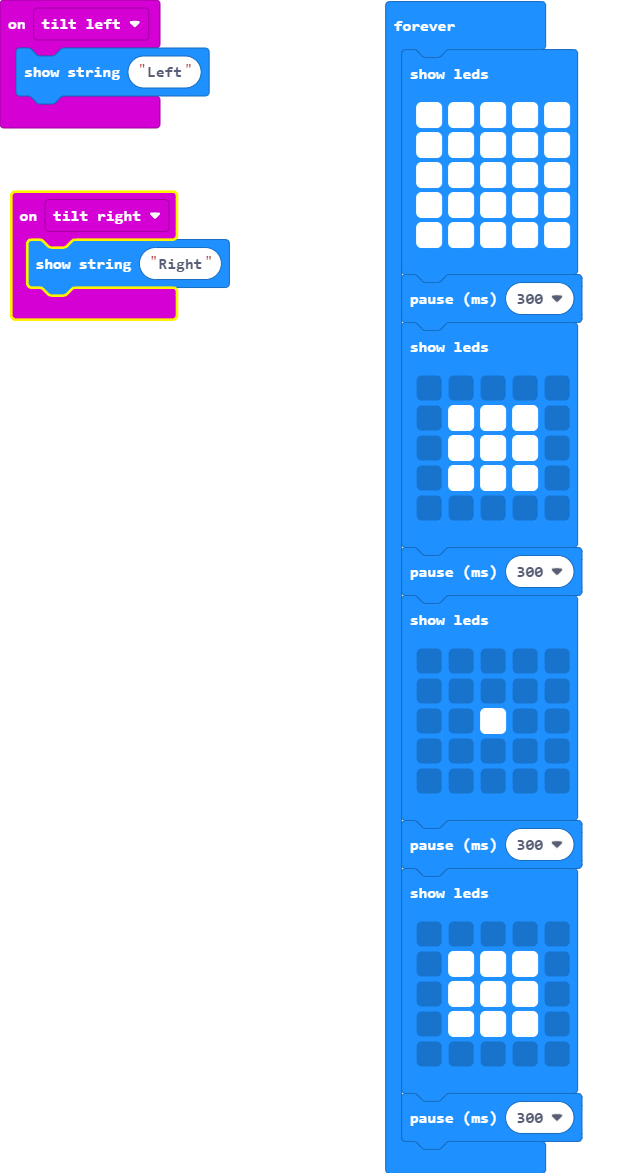 on tilt left
show string "Left"
on tilt right
show string "Right"
forever
show leds
pause (ms) 300
show leds
pause (ms) 300
show leds
pause (ms) 300
show leds
pause (ms) 300